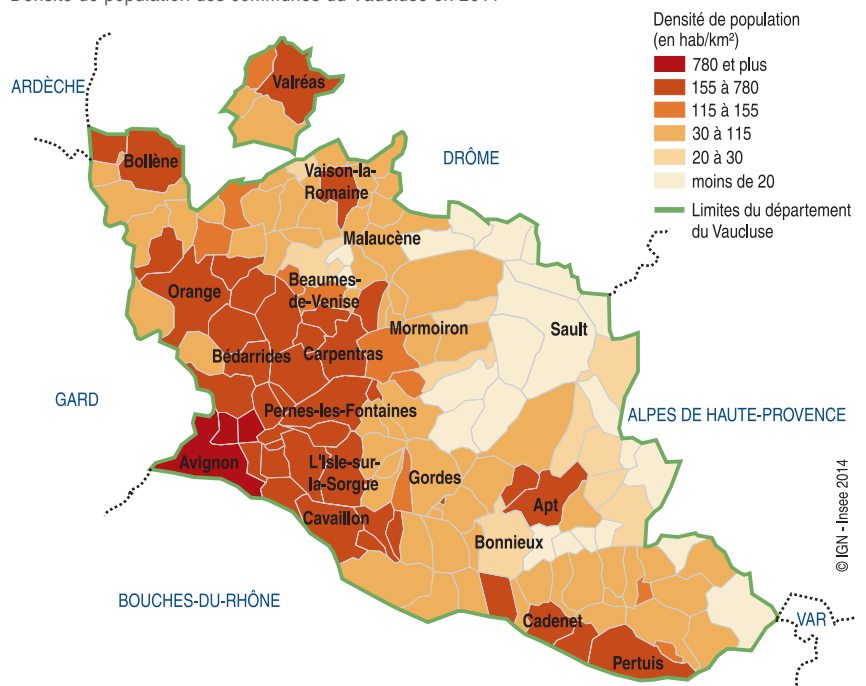 Densité de population
(en hab/km²)
780 et plus
155 à 780
115 à 155
30 à 115
20 à 30
moins de 20
Limites du département
du Vaucluse
ARDÈCHE
Valréas
Bollène
DRÔME
Vaison-la-
Romaine
Malaucène
Orange
Beaumes-
de-Venise
Mormoiron
Sault
Bédarrides
Carpentras
GARD
Pernes-les-Fontaines
ALPES DE HAUTE-PROVENCE
Avignon
L'Isle-sur-
la-Sorgue
Gordes
Apt
Cavaillon
Bonnieux
BOUCHES-DU-RHÔNE
Cadenet
VAR
Pertuis
© IGN - Insee 2014